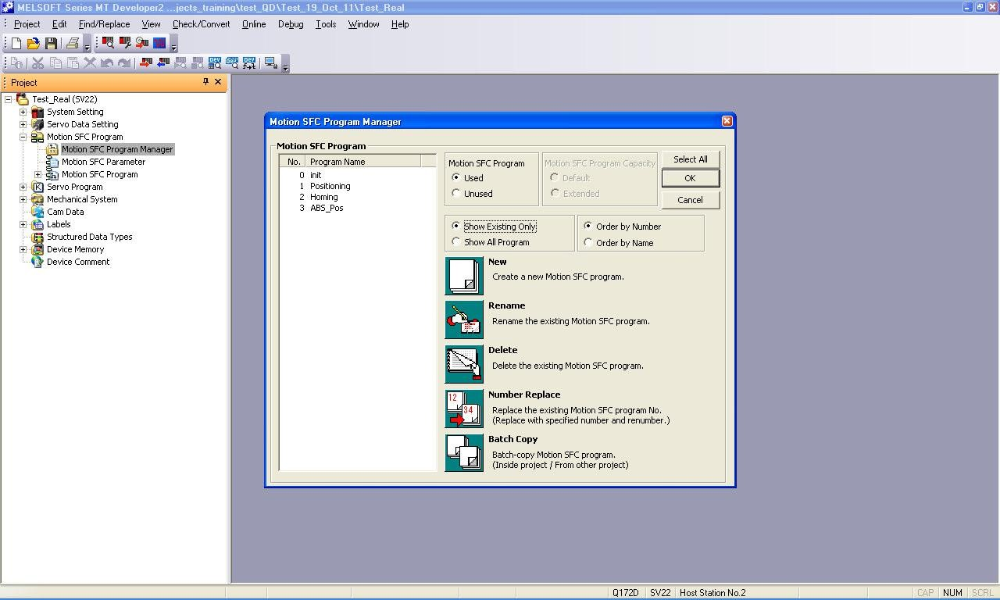 MELSOFT Series MT Developer2 ...jects_training\test_QD\Test_19_Oct_11\Test_Real
Project Edit Find/Replace View Check/Convert Online Debug Tools Window Help
Project
Test_Real (SV22)
System Setting
Servo Data Setting
Motion SFC Program
Motion SFC Program Manager
Motion SFC Parameter
Motion SFC Program
Servo Program
Mechanical System
Cam Data
Labels
Structured Data Types
Device Memory
Device Comment
Motion SFC Program Manager
Motion SFC Program
No. Program Name
0 init
1 Positioning
2 Homing
3 ABS_Pos
Motion SFC Program
Used
Unused
Motion SFC Program Capacity
Default
Extended
Select All
OK
Cancel
Show Existing Only
Show All Program
Order by Number
Order by Name
New
Create a new Motion SFC program.
Rename
Rename the existing Motion SFC program.
Delete
Delete the existing Motion SFC program.
12
34
Number Replace
Replace the existing Motion SFC program No.
(Replace with specified number and renumber.)
Batch Copy
Batch-copy Motion SFC program.
(Inside project / From other project)
Q172D SV22 Host Station No.2 CAP NUM SCRL